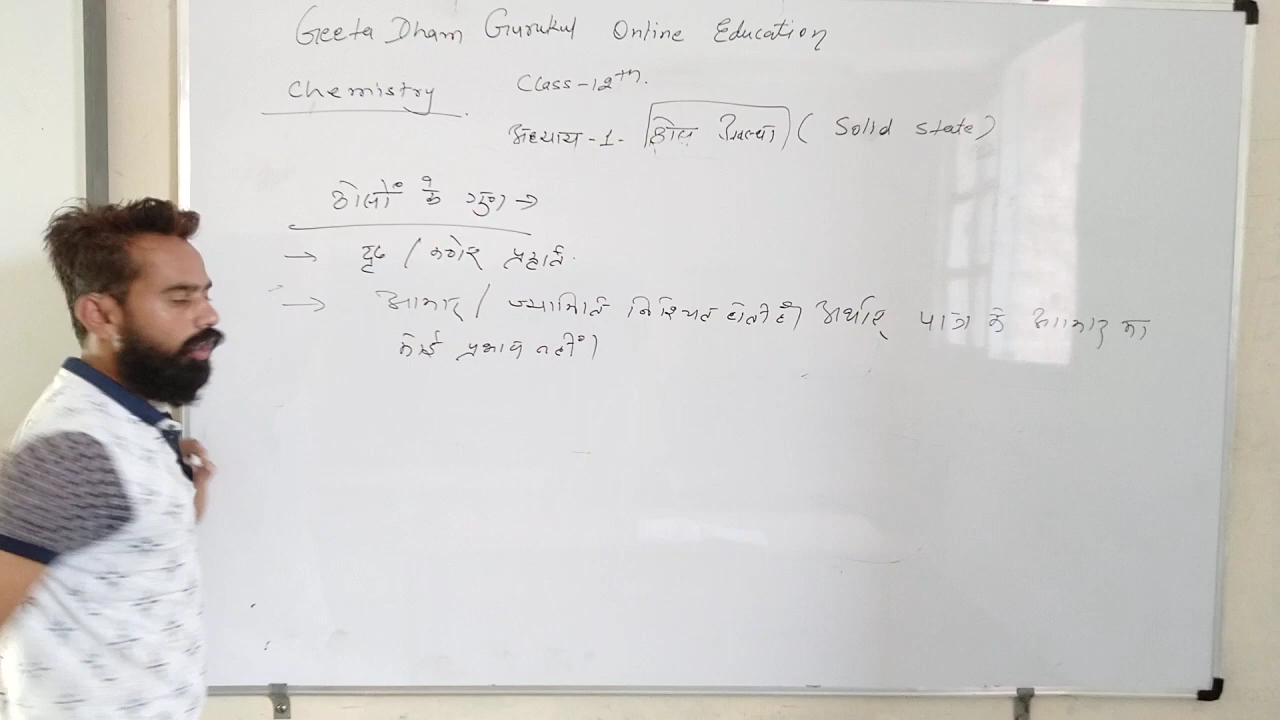 Geeta Dham Gurukul Online Education
Chemistry Class-12th.
अध्याय-1. ठोस अवस्था (Solid state)
ठोसों के गुण →
→ दृढ़ / कठोर प्रकृति.
→ आकार / ज्यामिति निश्चित होती है। अर्थात् पात्र के आकार का
कोई प्रभाव नहीं।